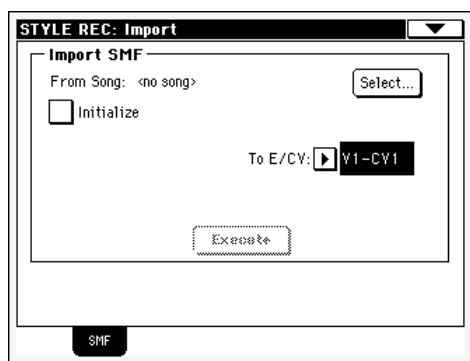 STYLE REC: Import
Import SMF
From Song: <no song>
Select...
Initialize
To E/CV: V1-CV1
Execute
SMF